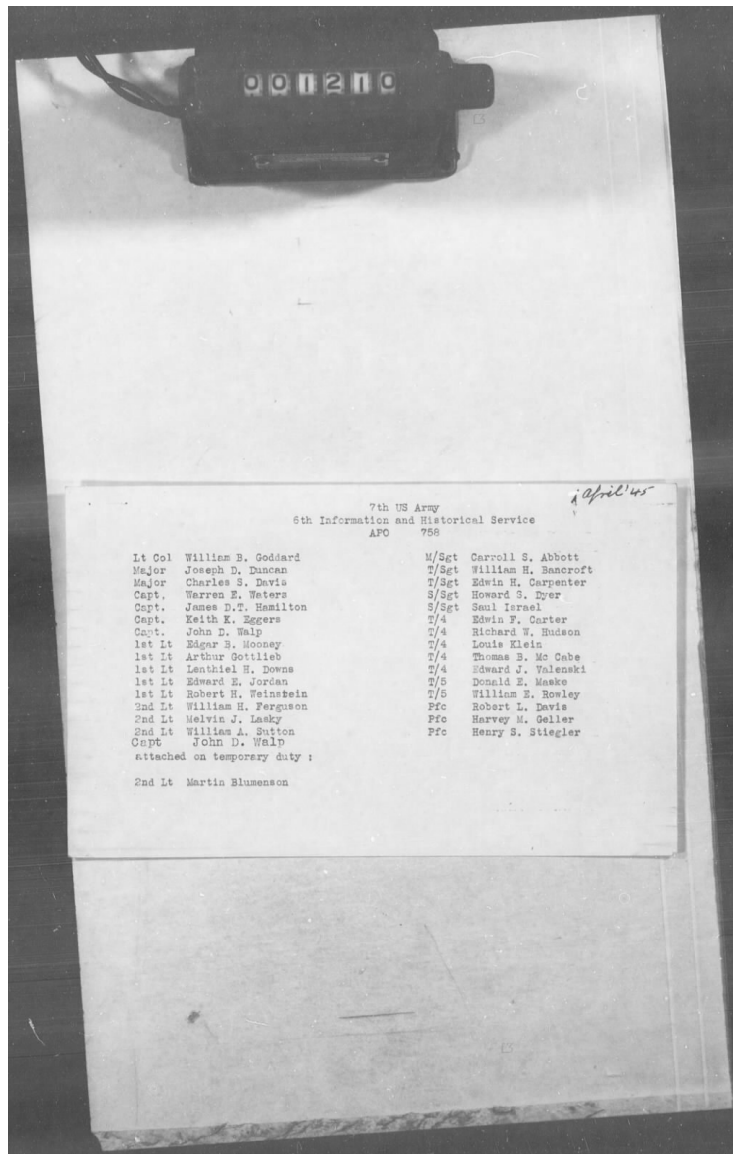 001210
april '45
7th US Army
6th Information and Historical Service
APO 758
Lt Col William B. Goddard
Major Joseph D. Duncan
Major Charles S. Davis
Capt. Warren E. Waters
Capt. James D.T. Hamilton
Capt. Keith K. Eggers
Capt. John D. Walp
1st Lt Edgar B. Mooney
1st Lt Arthur Gottlieb
1st Lt Lenthiel H. Downs
1st Lt Edward E. Jordan
1st Lt Robert H. Weinstein
2nd Lt William H. Ferguson
2nd Lt Melvin J. Lasky
2nd Lt William A. Sutton
Capt John D. Walp
attached on temporary duty :
2nd Lt Martin Blumenson
M/Sgt Carroll S. Abbott
T/Sgt William H. Bancroft
T/Sgt Edwin H. Carpenter
S/Sgt Howard S. Dyer
S/Sgt Saul Israel
T/4 Edwin F. Carter
T/4 Richard W. Hudson
T/4 Louis Klein
T/4 Thomas B. Mc Cabe
T/4 Edward J. Valenski
T/5 Donald E. Maske
T/5 William E. Rowley
Pfc Robert L. Davis
Pfc Harvey M. Geller
Pfc Henry S. Stiegler